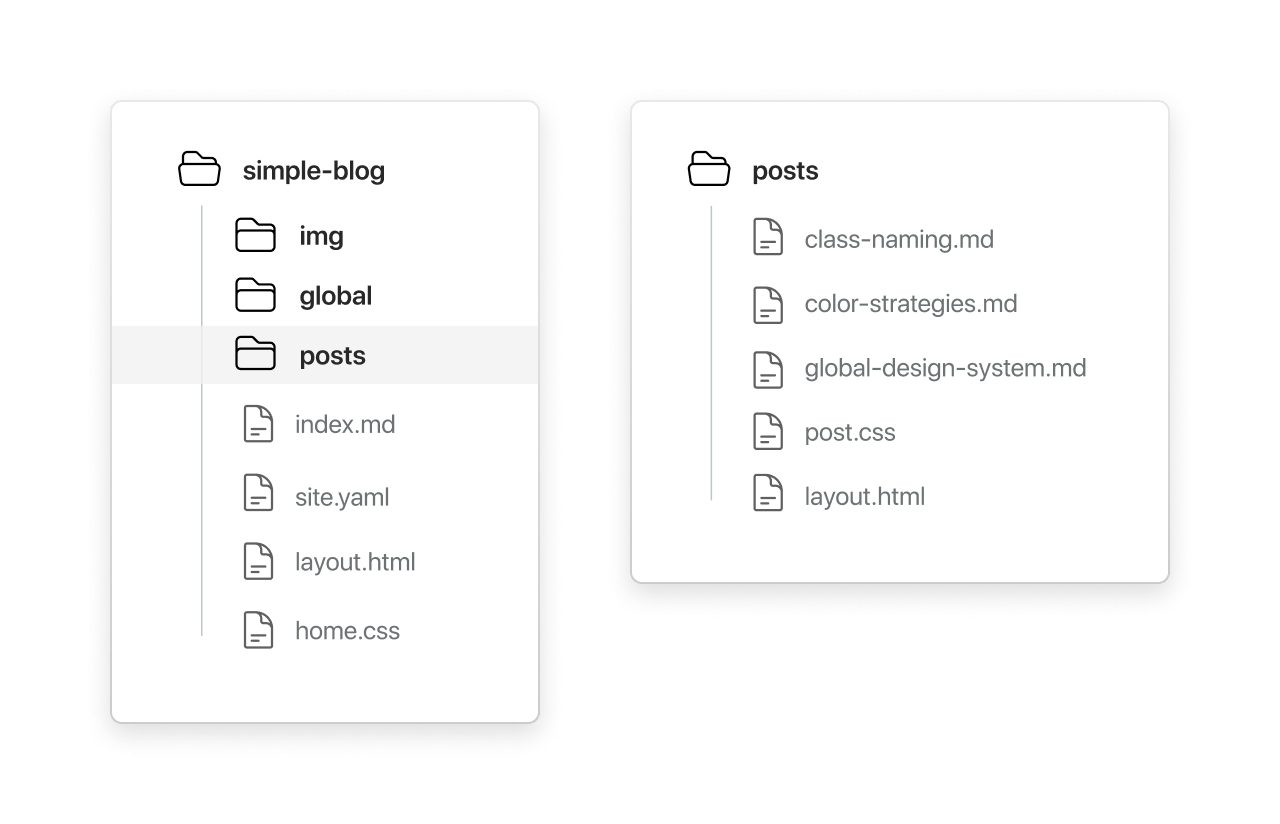 simple-blog
img
global
posts
index.md
site.yaml
layout.html
home.css
posts
class-naming.md
color-strategies.md
global-design-system.md
post.css
layout.html